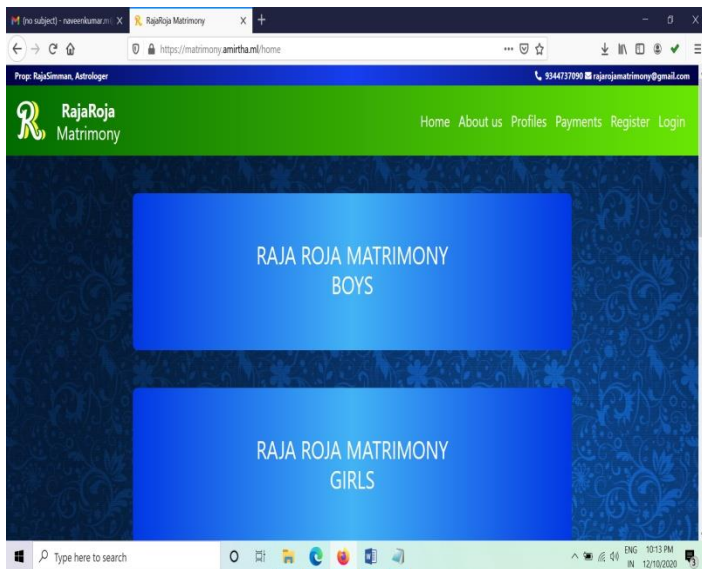 (no subject) - naveenkumar.m
RajaRoja Matrimony
https://matrimony.amirtha.ml/home
Prop: RajaSimman, Astrologer
9344737090 rajarojamatrimony@gmail.com
R
RajaRoja
Matrimony
Home About us Profiles Payments Register Login
RAJA ROJA MATRIMONY
BOYS
RAJA ROJA MATRIMONY
GIRLS
Type here to search
ENG 10:13 PM
IN 12/10/2020